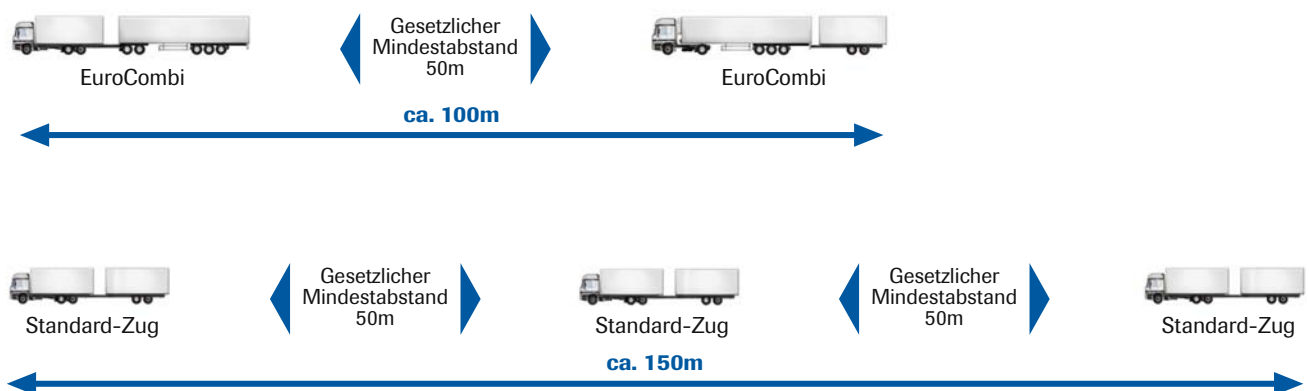 Gesetzlicher
Mindestabstand
50m
EuroCombi
EuroCombi
ca. 100m
Gesetzlicher
Mindestabstand
50m
Gesetzlicher
Mindestabstand
50m
Standard-Zug
Standard-Zug
Standard-Zug
ca. 150m